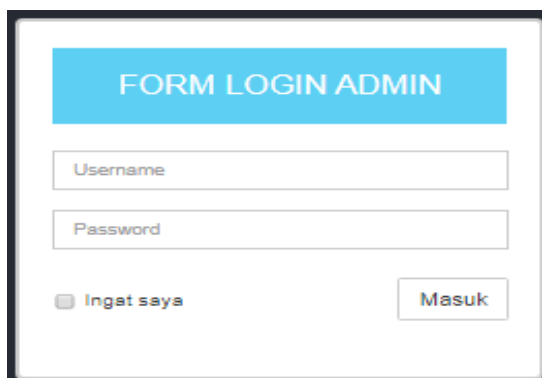 FORM LOGIN ADMIN
Username
Password
Ingat saya
Masuk